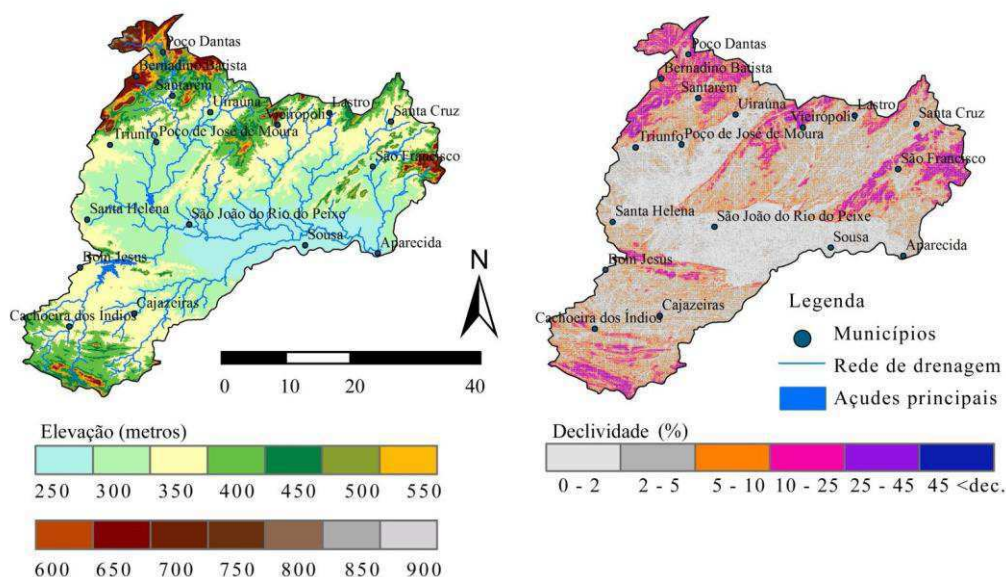 Poço Dantas
Bernadino Batista
Santarém
Uiraúna
Lastro
Santa Cruz
Vieirópolis
Triunfo
Poço de José de Moura
São Francisco
Santa Helena
São João do Rio do Peixe
Sousa
Aparecida
Bom Jesus
Cajazeiras
Cachoeira dos Índios
N
0 13 26 40
Elevação (metros)
250 300 350 400 450 500 550
600 650 700 750 800 850 900
Poço Dantas
Bernadino Batista
Santarém
Uiraúna
Lastro
Santa Cruz
Vieirópolis
Triunfo
Poço de José de Moura
São Francisco
Santa Helena
São João do Rio do Peixe
Sousa
Aparecida
Bom Jesus
Cajazeiras
Cachoeira dos Índios
Legenda
Municípios
Rede de drenagem
Açudes principais
Declividade (%)
0 - 2 2 - 5 5 - 10 10 - 25 25 - 45 45 <dec.